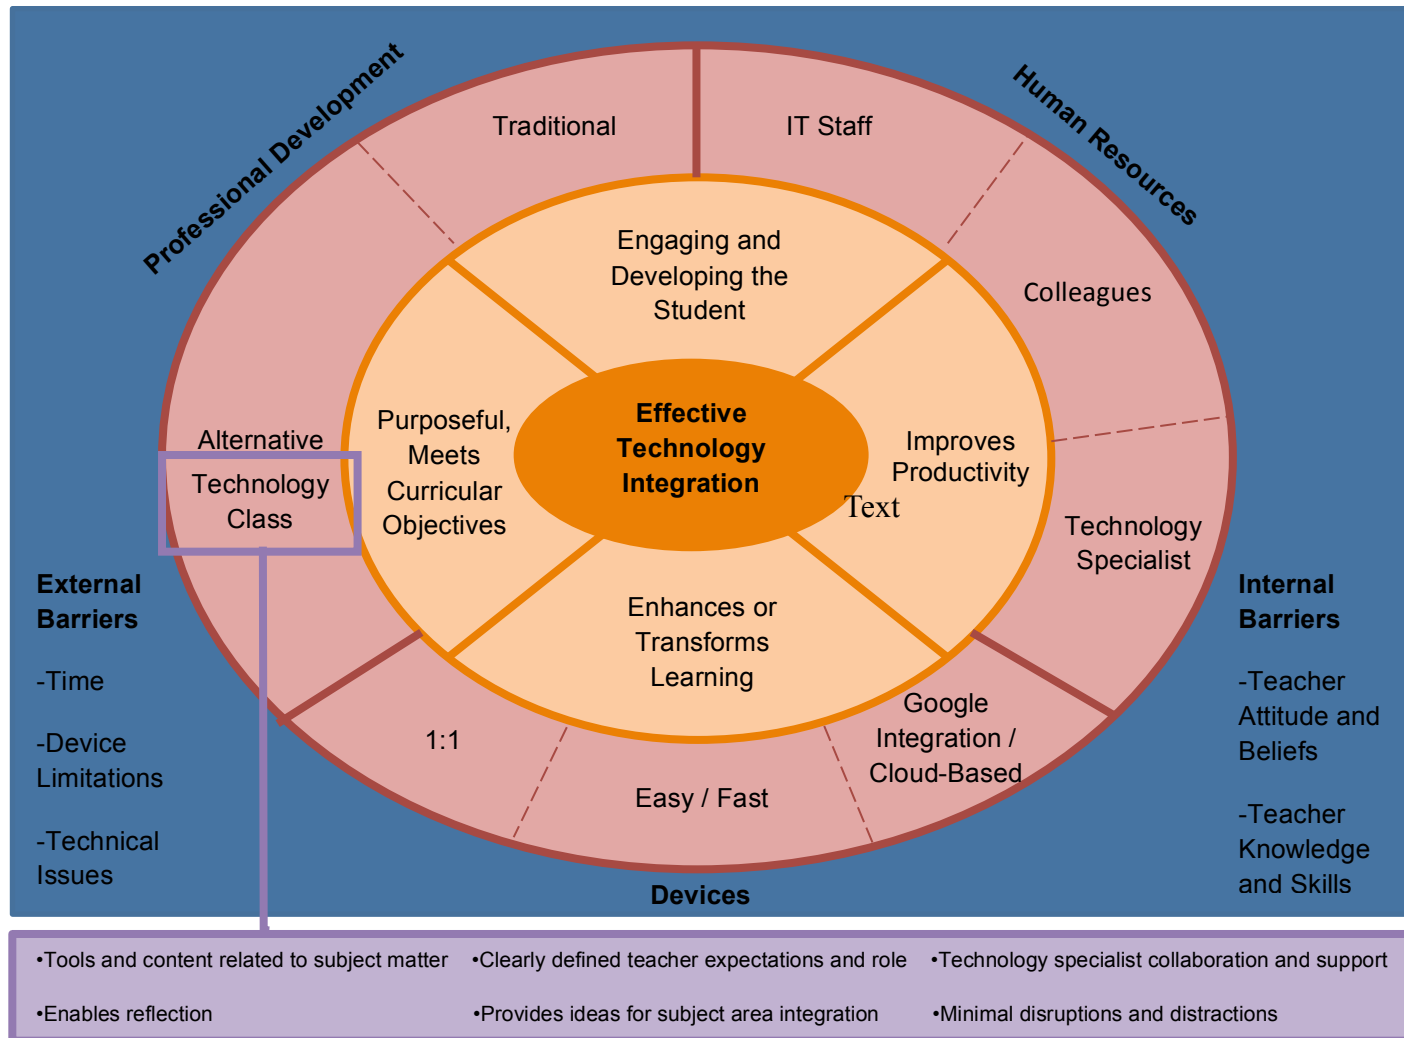 Professional Development
Traditional
IT Staff
Human Resources
Engaging and
Developing the
Student
Colleagues
Effective
Technology
Integration
Purposeful,
Meets
Curricular
Objectives
Improves
Productivity
Text
Alternative
Technology
Class
Technology
Specialist
Enhances or
Transforms
Learning
1:1
Easy / Fast
Google
Integration /
Cloud-Based
Devices
External
Barriers
-Time
-Device
Limitations
-Technical
Issues
Internal
Barriers
-Teacher
Attitude and
Beliefs
-Teacher
Knowledge
and Skills
•Tools and content related to subject matter
•Clearly defined teacher expectations and role
•Technology specialist collaboration and support
•Enables reflection
•Provides ideas for subject area integration
•Minimal disruptions and distractions